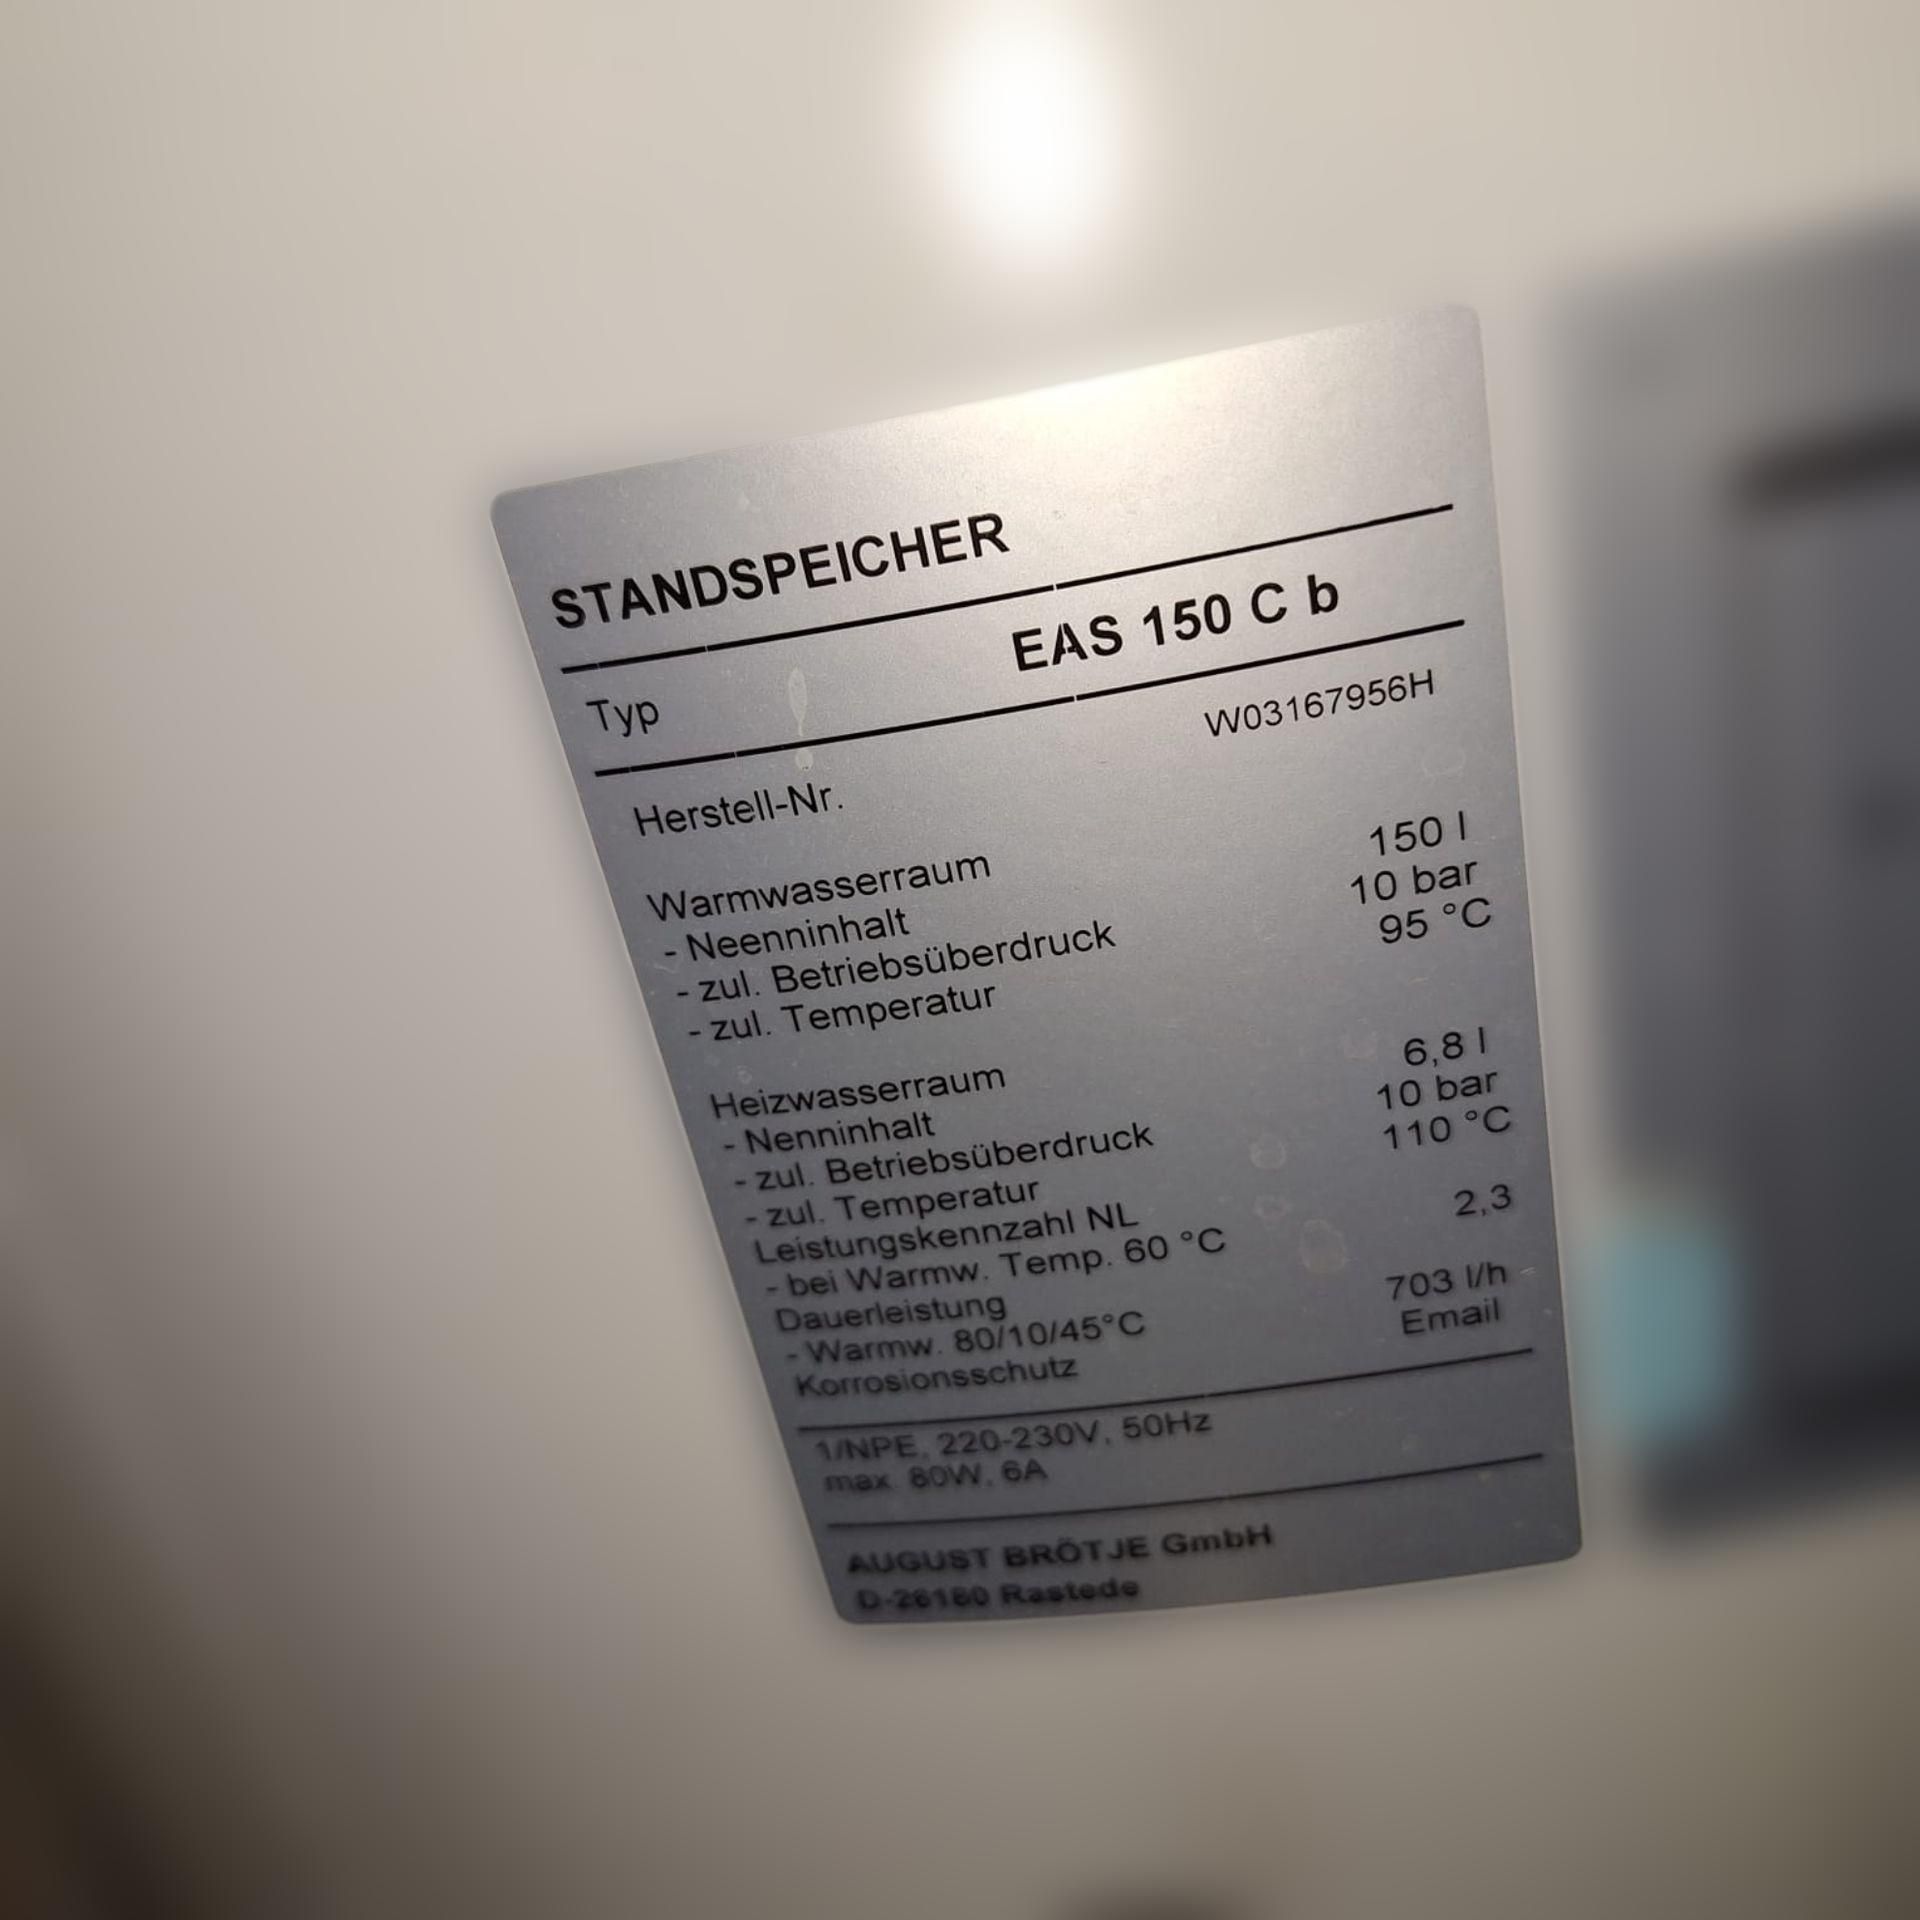 STANDSPEICHER
Typ EAS 150 C b
Herstell-Nr. W03167956H
Warmwasserraum
- Neenninhalt 150 l
- zul. Betriebsüberdruck 10 bar
- zul. Temperatur 95 °C
Heizwasserraum
- Nenninhalt 6,8 l
- zul. Betriebsüberdruck 10 bar
- zul. Temperatur 110 °C
Leistungskennzahl NL
- bei Warmw. Temp. 60 °C 2,3
Dauerleistung
- Warmw. 80/10/45°C 703 l/h
Korrosionsschutz Email
1/NPE, 220-230V, 50Hz
max. 80W, 6A
AUGUST BRÖTJE GmbH
D-26180 Rastede